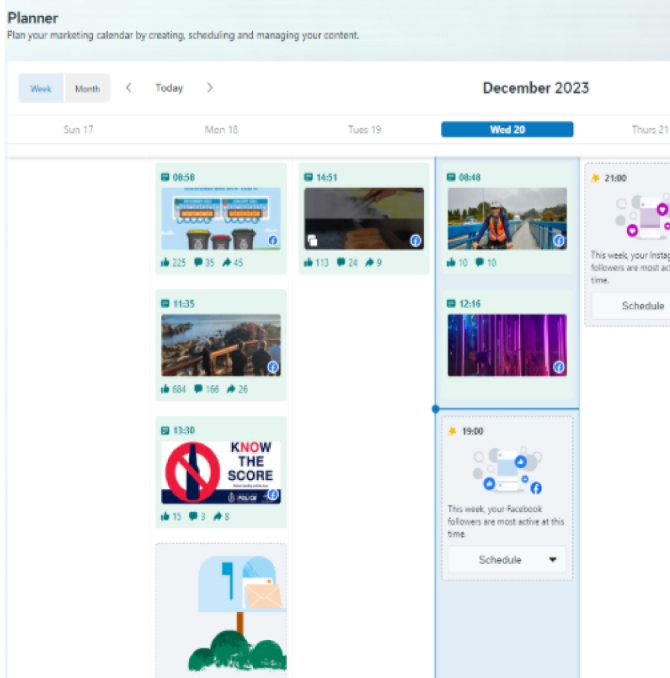 Planner
Plan your marketing calendar by creating, scheduling and managing your content.
Week Month Today December 2023
Sun 17 Mon 18 Tues 19 Wed 20 Thurs 21
08:58
225 35 45
11:35
684 166 26
13:30
KNOW
THE
SCORE
POLICE
15 3 8
14:51
113 24 9
08:48
10 10
12:16
19:00
This week, your Facebook
followers are most active at this
time.
Schedule
21:00
This week, your Instag
followers are most act
time.
Schedule